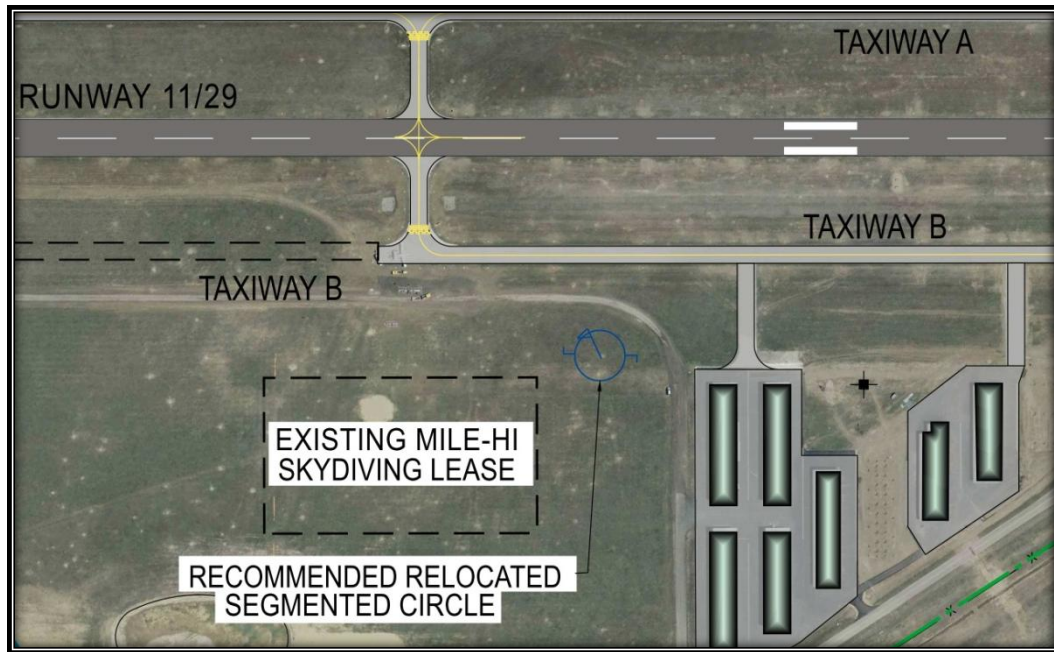 TAXIWAY A
RUNWAY 11/29
TAXIWAY B
TAXIWAY B
EXISTING MILE-HI
SKYDIVING LEASE
RECOMMENDED RELOCATED
SEGMENTED CIRCLE